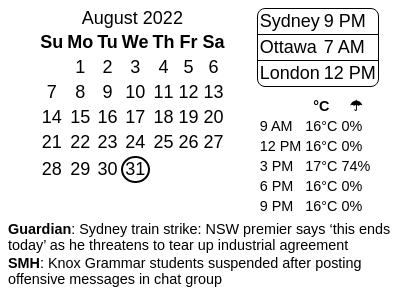 August 2022
Su Mo Tu We Th Fr Sa
1 2 3 4 5 6
7 8 9 10 11 12 13
14 15 16 17 18 19 20
21 22 23 24 25 26 27
28 29 30 31
Sydney 9 PM
Ottawa 7 AM
London 12 PM
°C ☂
9 AM 16°C 0%
12 PM 16°C 0%
3 PM 17°C 74%
6 PM 16°C 0%
9 PM 16°C 0%
Guardian: Sydney train strike: NSW premier says ‘this ends
today’ as he threatens to tear up industrial agreement
SMH: Knox Grammar students suspended after posting
offensive messages in chat group